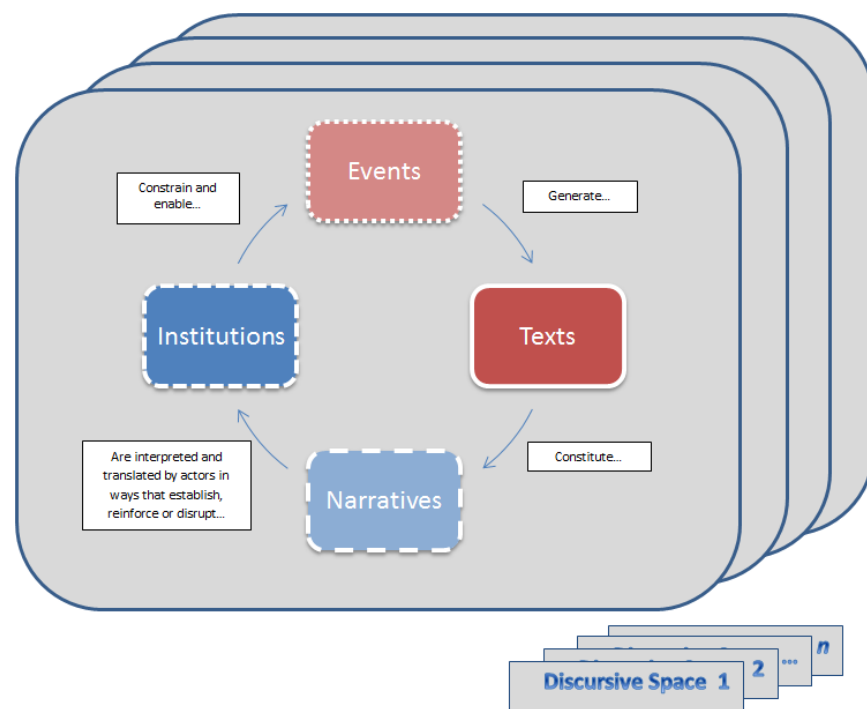 Events
Constrain and
enable...
Generate...
Institutions
Texts
Are interpreted and
translated by actors in
ways that establish,
reinforce or disrupt...
Constitute...
Narratives
n
...
2
Discursive Space 1